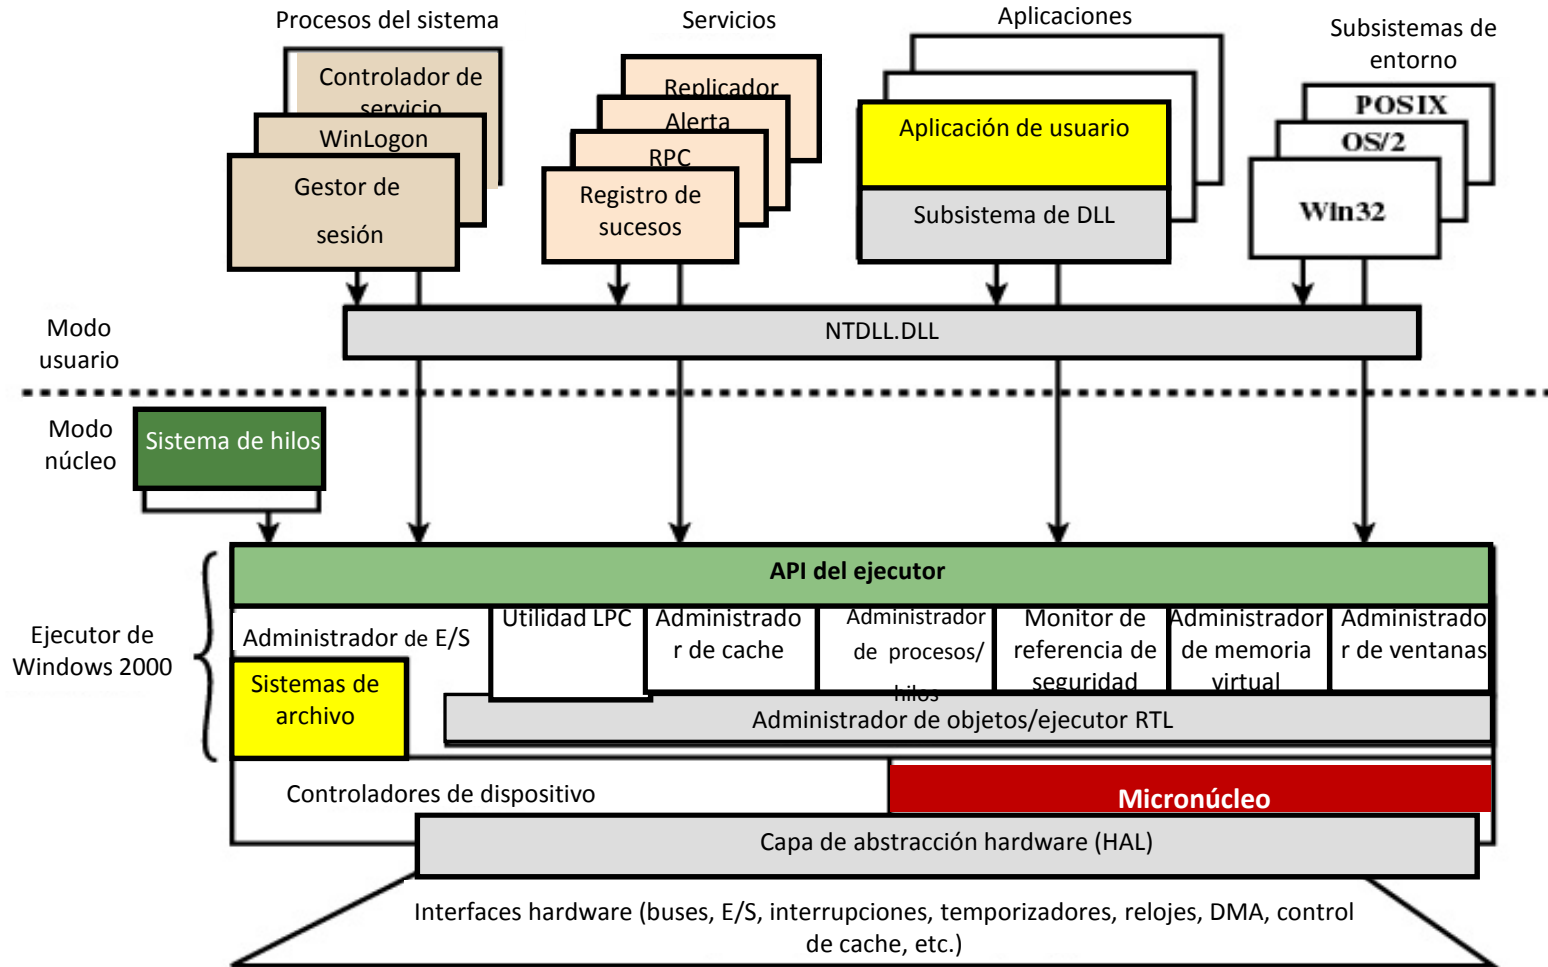 Procesos del sistema
Servicios
Aplicaciones
Subsistemas de
entorno
Controlador de
servicio
WinLogon
Gestor de
sesión
Replicador
Alerta
RPC
Registro de
sucesos
Aplicación de usuario
Subsistema de DLL
POSIX
OS/2
Win32
Modo
usuario
NTDLL.DLL
Modo
núcleo
Sistema de hilos
API del ejecutor
Ejecutor de
Windows 2000
Administrador de E/S
Utilidad LPC
Administrado
r de cache
Administrador
de procesos/
hilos
Monitor de
referencia de
seguridad
Administrador
de memoria
virtual
Administrado
r de ventanas
Sistemas de
archivo
Administrador de objetos/ejecutor RTL
Controladores de dispositivo
Micronúcleo
Capa de abstracción hardware (HAL)
Interfaces hardware (buses, E/S, interrupciones, temporizadores, relojes, DMA, control
de cache, etc.)